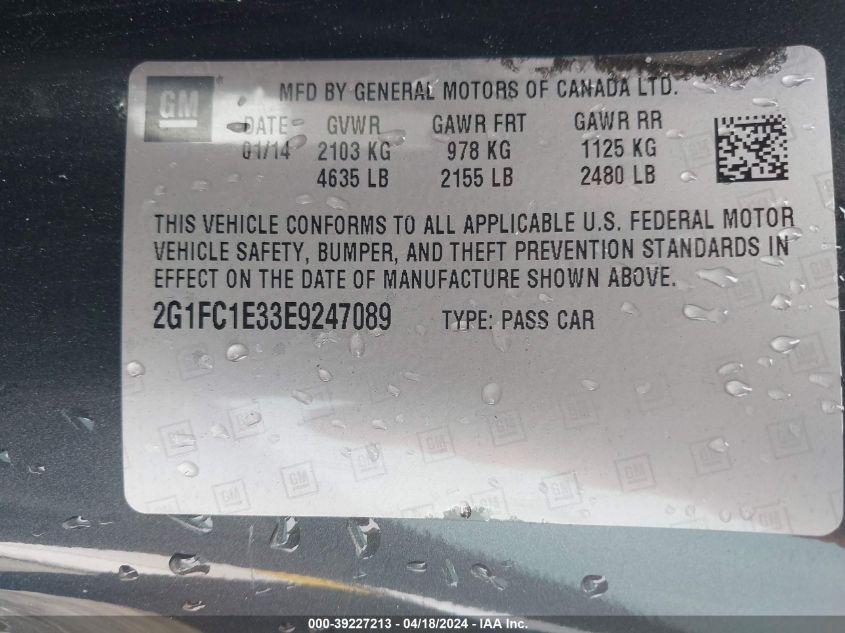 GM
MFD BY GENERAL MOTORS OF CANADA LTD.
DATE GVWR GAWR FRT GAWR RR
01/14 2103 KG 978 KG 1125 KG
4635 LB 2155 LB 2480 LB
THIS VEHICLE CONFORMS TO ALL APPLICABLE U.S. FEDERAL MOTOR
VEHICLE SAFETY, BUMPER, AND THEFT PREVENTION STANDARDS IN
EFFECT ON THE DATE OF MANUFACTURE SHOWN ABOVE.
2G1FC1E33E9247089 TYPE: PASS CAR
000-39227213 - 04/18/2024 - IAA Inc.